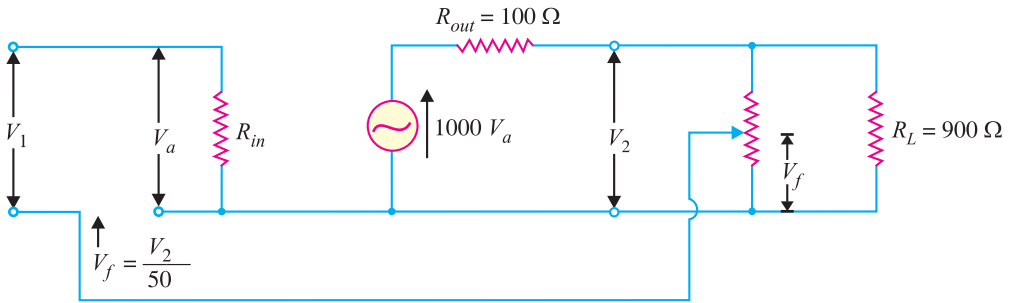 R_out = 100 Ω
V_1
V_a
R_in
1000 V_a
V_2
V_f
R_L = 900 Ω
V_f = V_2/50